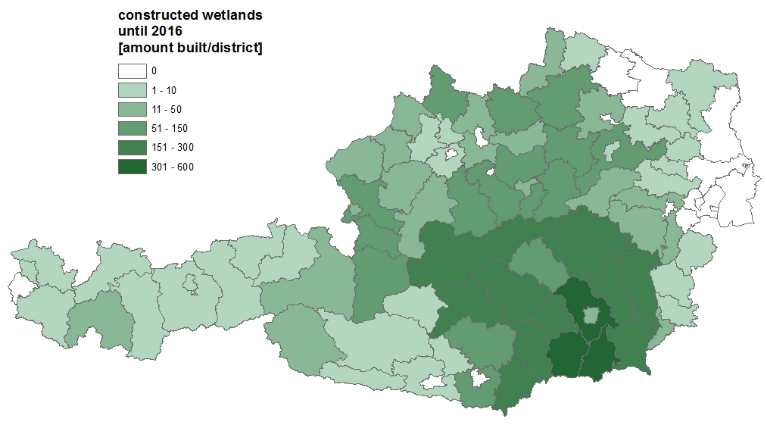 constructed wetlands
until 2016
[amount built/district]
0
1 - 10
11 - 50
51 - 150
151 - 300
301 - 600